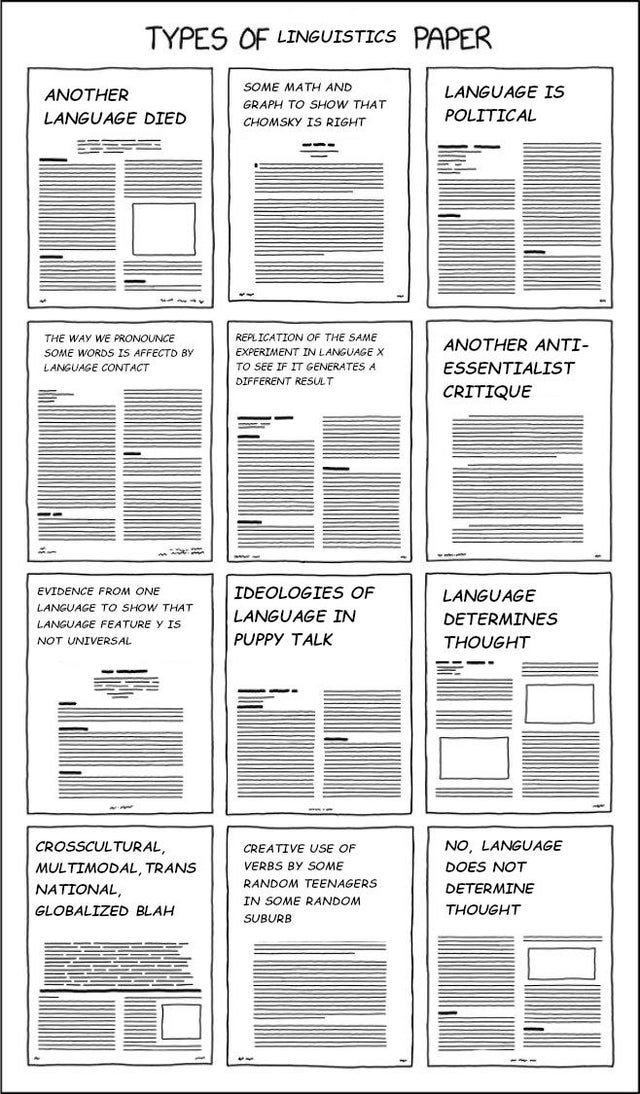 TYPES OF LINGUISTICS PAPER
ANOTHER
LANGUAGE DIED
SOME MATH AND
GRAPH TO SHOW THAT
CHOMSKY IS RIGHT
LANGUAGE IS
POLITICAL
THE WAY WE PRONOUNCE
SOME WORDS IS AFFECTD BY
LANGUAGE CONTACT
REPLICATION OF THE SAME
EXPERIMENT IN LANGUAGE X
TO SEE IF IT GENERATES A
DIFFERENT RESULT
ANOTHER ANTI-
ESSENTIALIST
CRITIQUE
EVIDENCE FROM ONE
LANGUAGE TO SHOW THAT
LANGUAGE FEATURE Y IS
NOT UNIVERSAL
IDEOLOGIES OF
LANGUAGE IN
PUPPY TALK
LANGUAGE
DETERMINES
THOUGHT
CROSSCULTURAL,
MULTIMODAL, TRANS
NATIONAL,
GLOBALIZED BLAH
CREATIVE USE OF
VERBS BY SOME
RANDOM TEENAGERS
IN SOME RANDOM
SUBURB
NO, LANGUAGE
DOES NOT
DETERMINE
THOUGHT